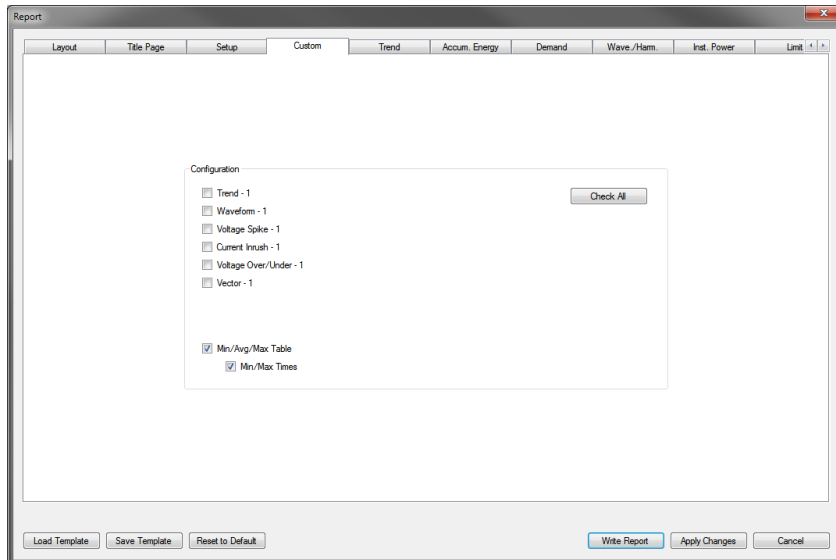 Report
Layout Title Page Setup Custom Trend Accum. Energy Demand Wave./Harm. Inst. Power Limit
Configuration
Trend - 1 Check All
Waveform - 1
Voltage Spike - 1
Current Inrush - 1
Voltage Over/Under - 1
Vector - 1
Min/Avg/Max Table
Min/Max Times
Load Template Save Template Reset to Default Write Report Apply Changes Cancel